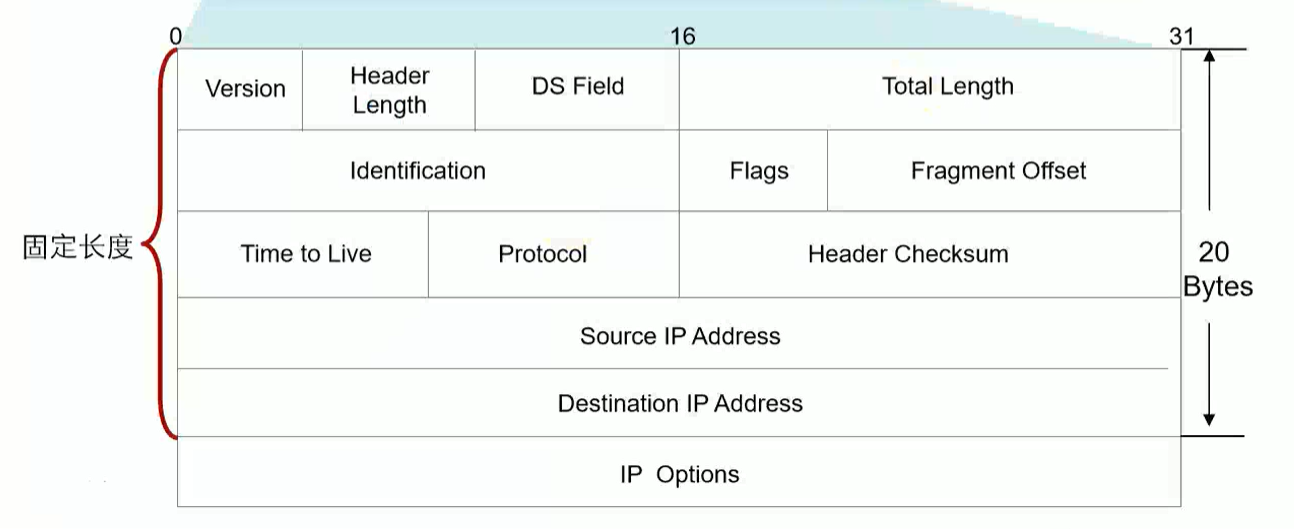 0 16 31
Version
Header
Length
DS Field
Total Length
Identification
Flags
Fragment Offset
固定长度
Time to Live
Protocol
Header Checksum
20
Bytes
Source IP Address
Destination IP Address
IP Options